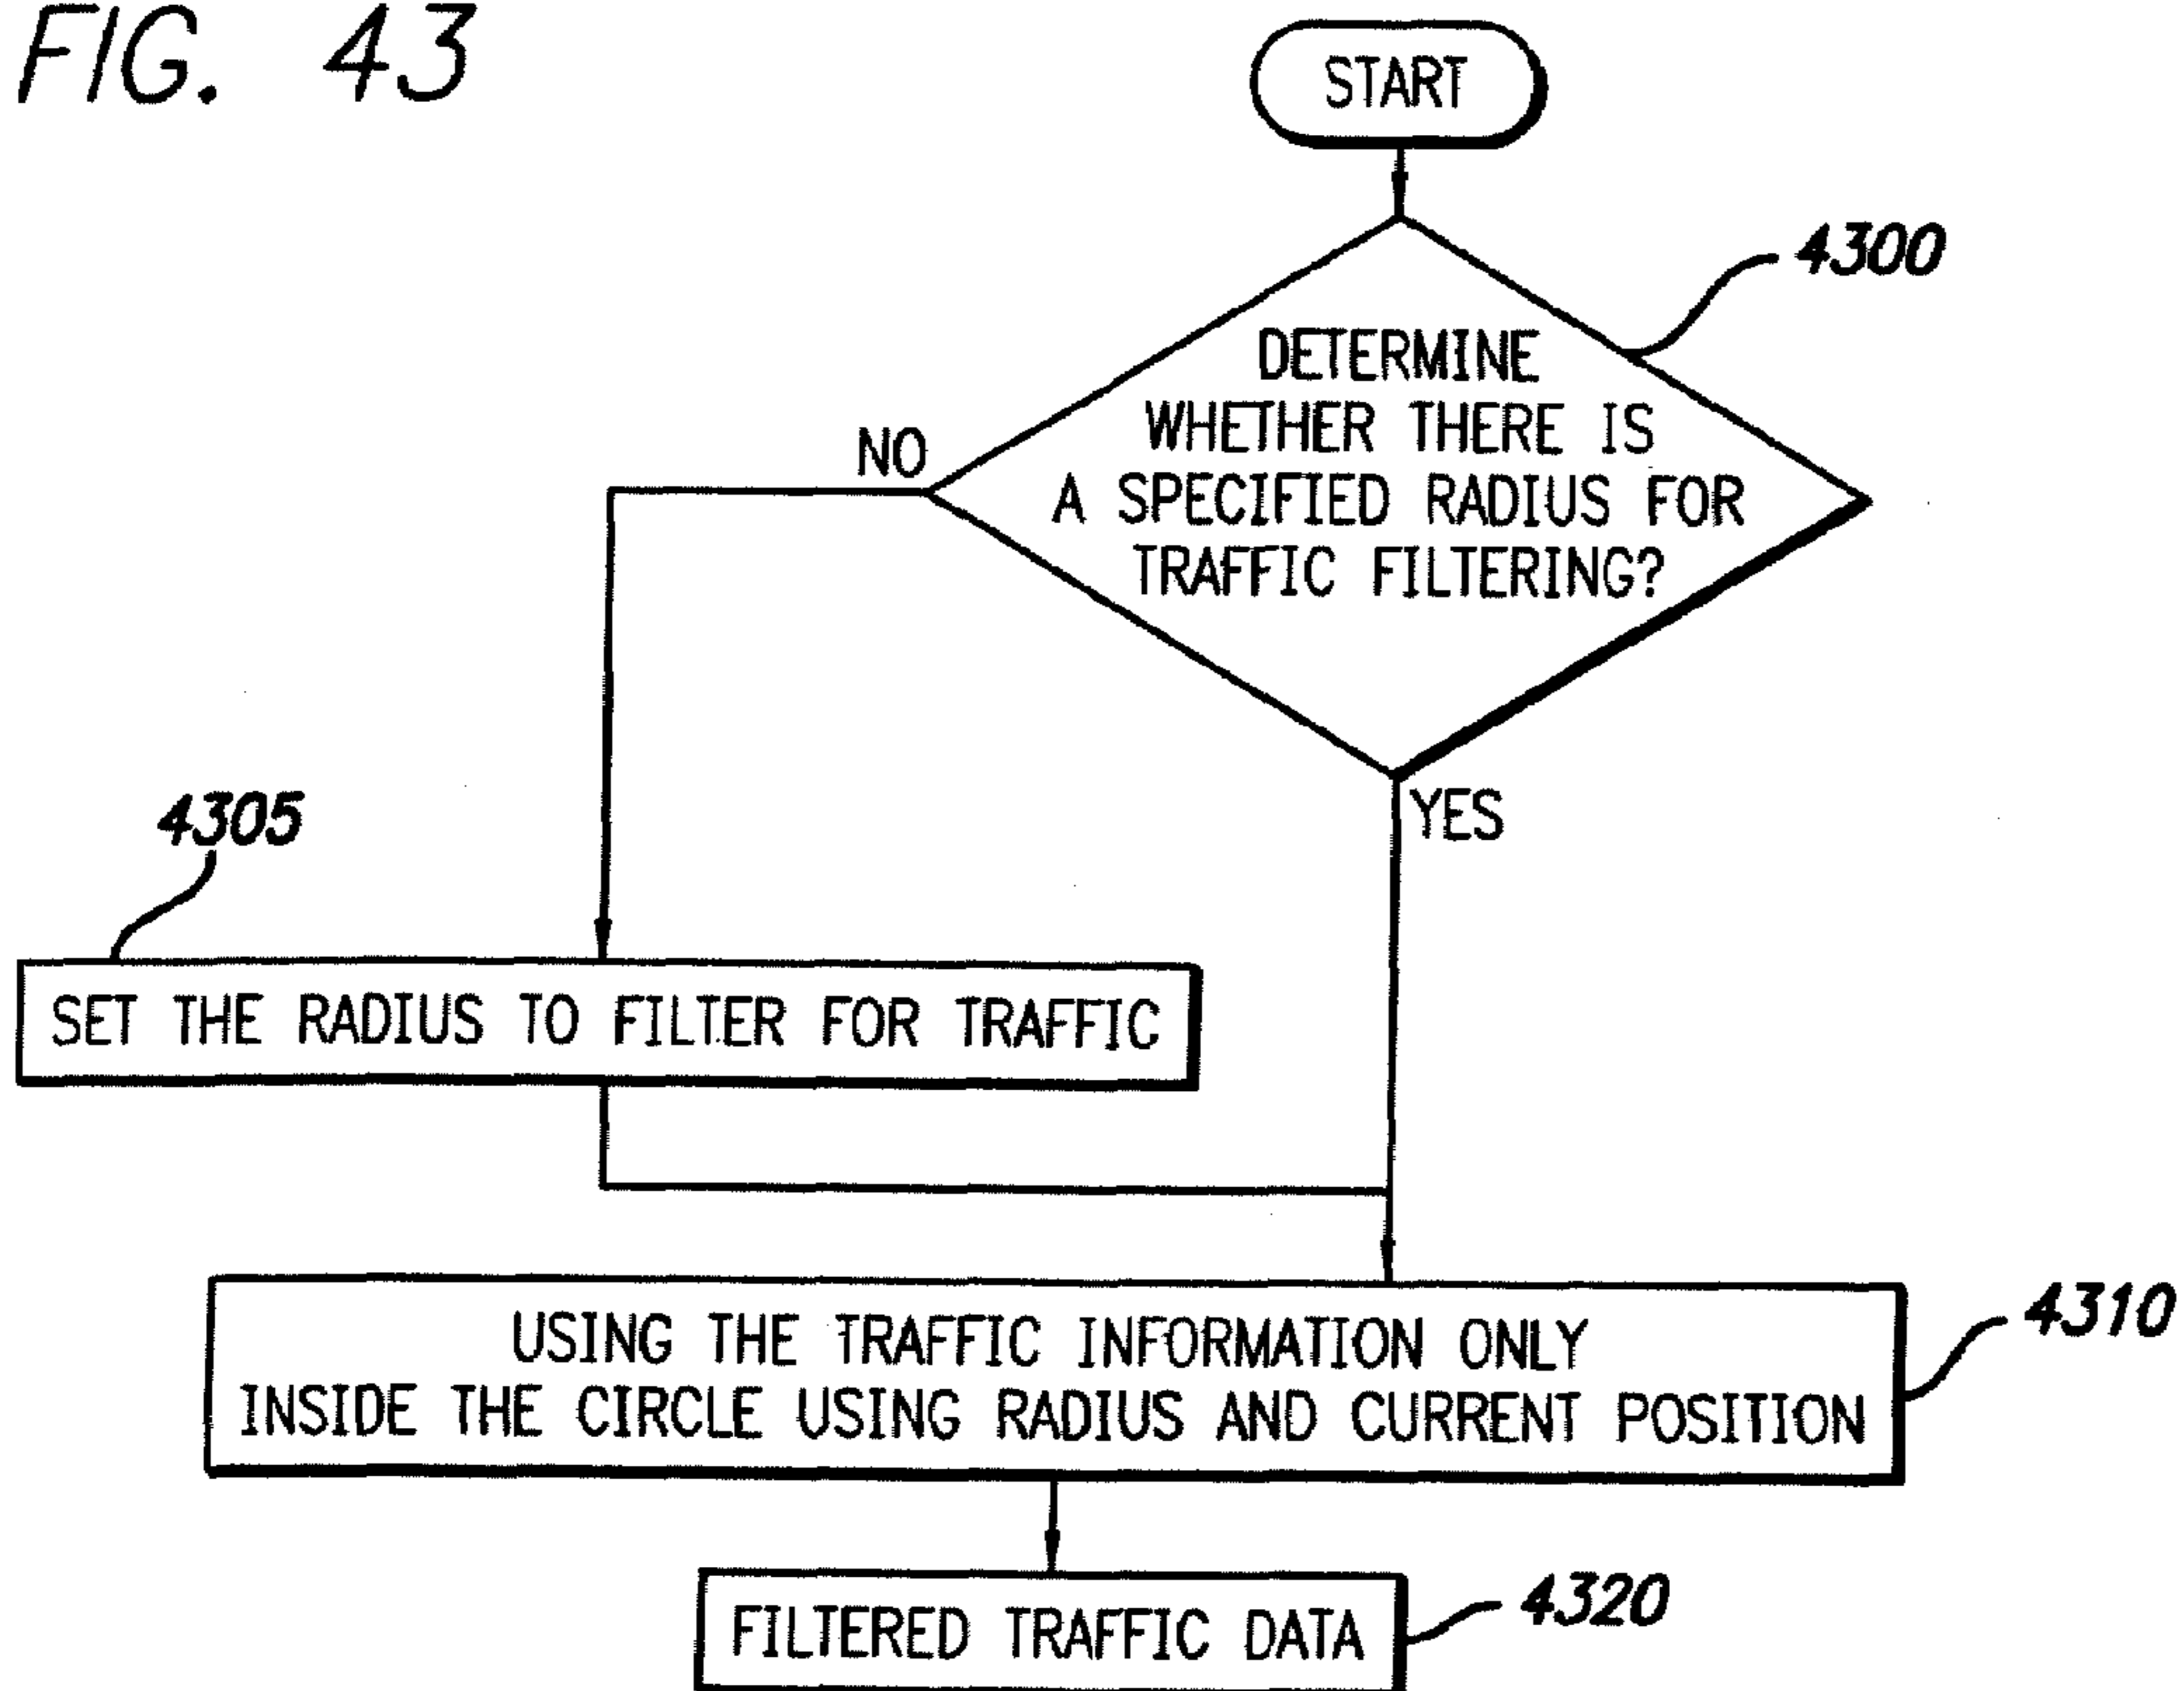 FIG. 43
START
4300
DETERMINE
WHETHER THERE IS
A SPECIFIED RADIUS FOR
TRAFFIC FILTERING?
NO
YES
4305
SET THE RADIUS TO FILTER FOR TRAFFIC
USING THE TRAFFIC INFORMATION ONLY
INSIDE THE CIRCLE USING RADIUS AND CURRENT POSITION
4310
FILTERED TRAFFIC DATA
4320